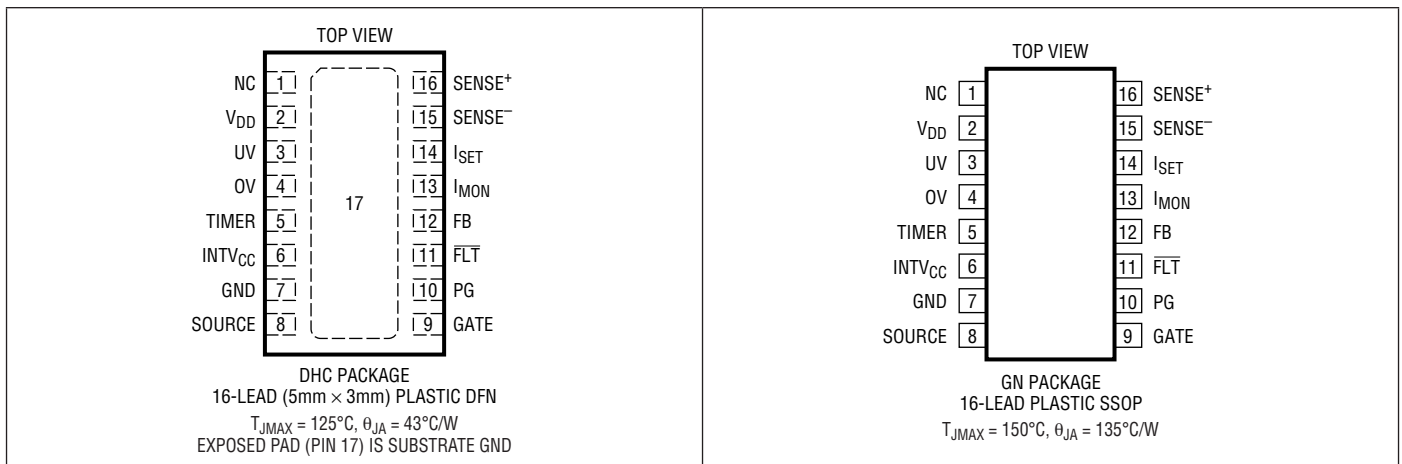 TOP VIEW
NC 1 16 SENSE+
VDD 2 15 SENSE–
UV 3 14 ISET
OV 4 13 IMON
17
TIMER 5 12 FB
INTVCC 6 11 FLT
GND 7 10 PG
SOURCE 8 9 GATE
DHC PACKAGE
16-LEAD (5mm × 3mm) PLASTIC DFN
TJMAX = 125°C, θJA = 43°C/W
EXPOSED PAD (PIN 17) IS SUBSTRATE GND
TOP VIEW
NC 1 16 SENSE+
VDD 2 15 SENSE–
UV 3 14 ISET
OV 4 13 IMON
TIMER 5 12 FB
INTVCC 6 11 FLT
GND 7 10 PG
SOURCE 8 9 GATE
GN PACKAGE
16-LEAD PLASTIC SSOP
TJMAX = 150°C, θJA = 135°C/W